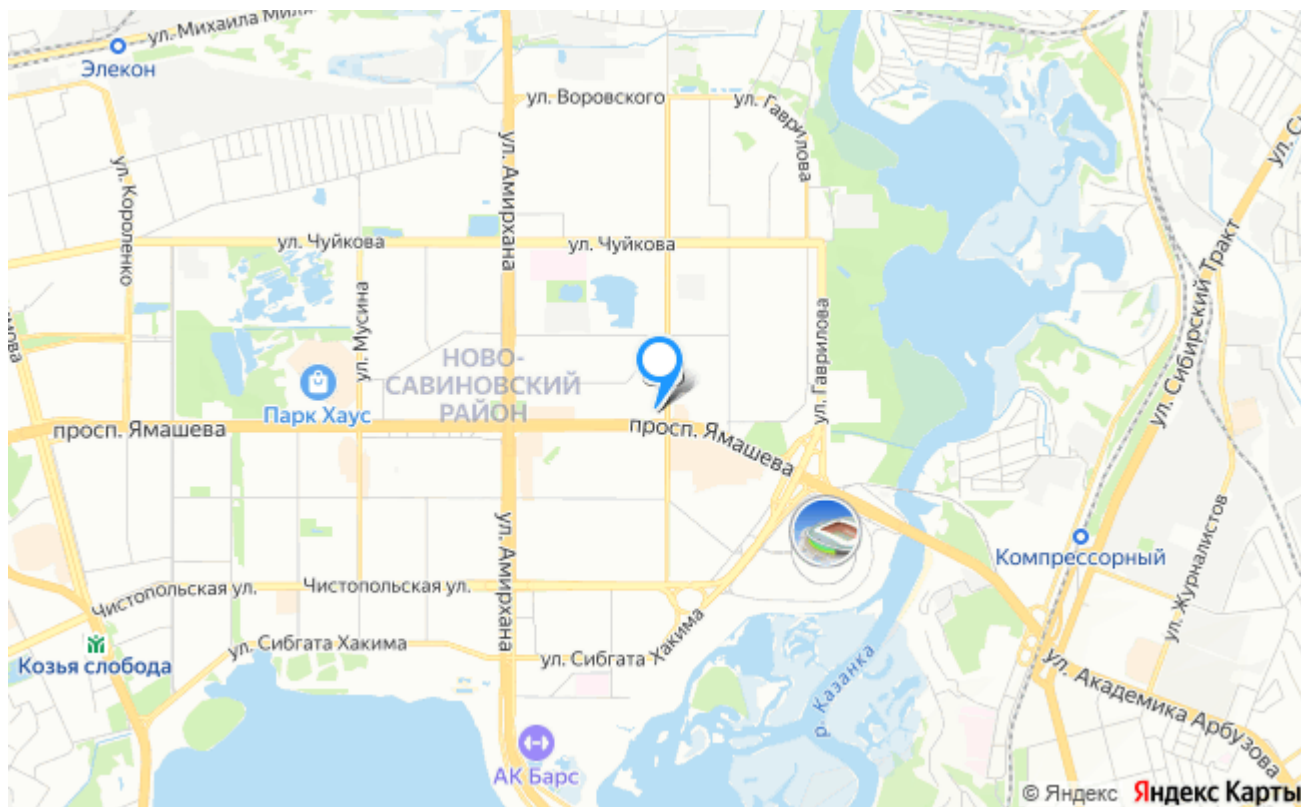 ул. Михаила Миля
Элекон
ул. Воровского
ул. Гаврилова
ул. Короленко
ул. Амирхана
ул. Чуйкова
ул. Чуйкова
ул. Мусина
ул. Гаврилова
ул. Сибирский Тракт
НОВО-
САВИНОВСКИЙ
РАЙОН
Парк Хаус
просп. Ямашева
просп. Ямашева
ул. Амирхана
Компрессорный
ул. Журналистов
Чистопольская ул.
Чистопольская ул.
Козья слобода
ул. Сибгата Хакима
ул. Сибгата Хакима
р. Казанка
ул. Академика Арбузова
АК Барс
© Яндекс Яндекс Карты